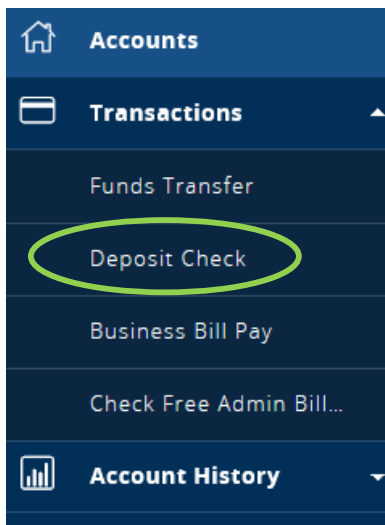 Accounts
Transactions
Funds Transfer
Deposit Check
Business Bill Pay
Check Free Admin Bill...
Account History